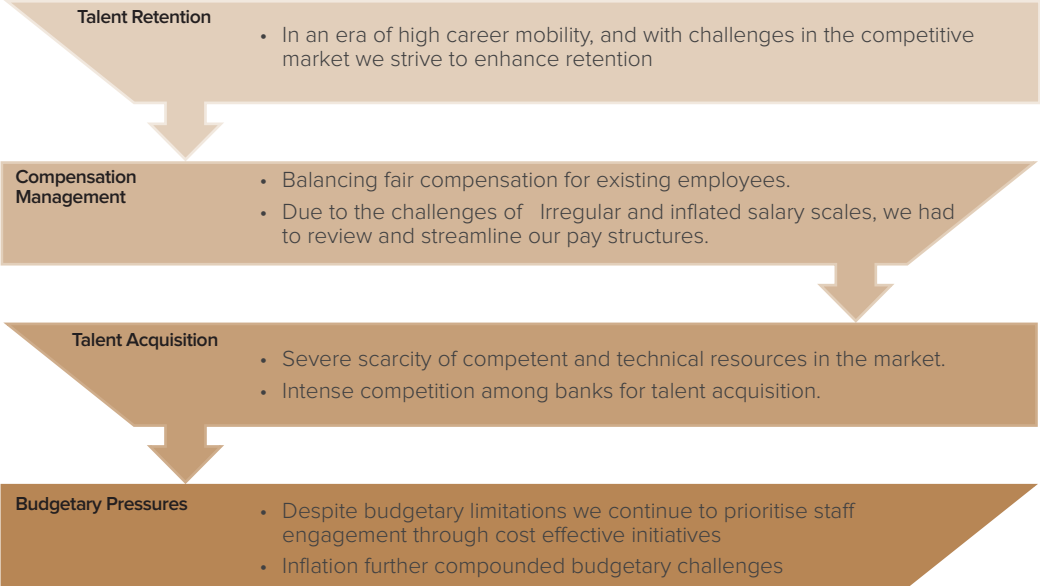 Talent Retention
• In an era of high career mobility, and with challenges in the competitive
market we strive to enhance retention
Compensation
Management
• Balancing fair compensation for existing employees.
• Due to the challenges of   Irregular and inflated salary scales, we had
to review and streamline our pay structures.
Talent Acquisition
• Severe scarcity of competent and technical resources in the market.
• Intense competition among banks for talent acquisition.
Budgetary Pressures
• Despite budgetary limitations we continue to prioritise staff
engagement through cost effective initiatives
• Inflation further compounded budgetary challenges